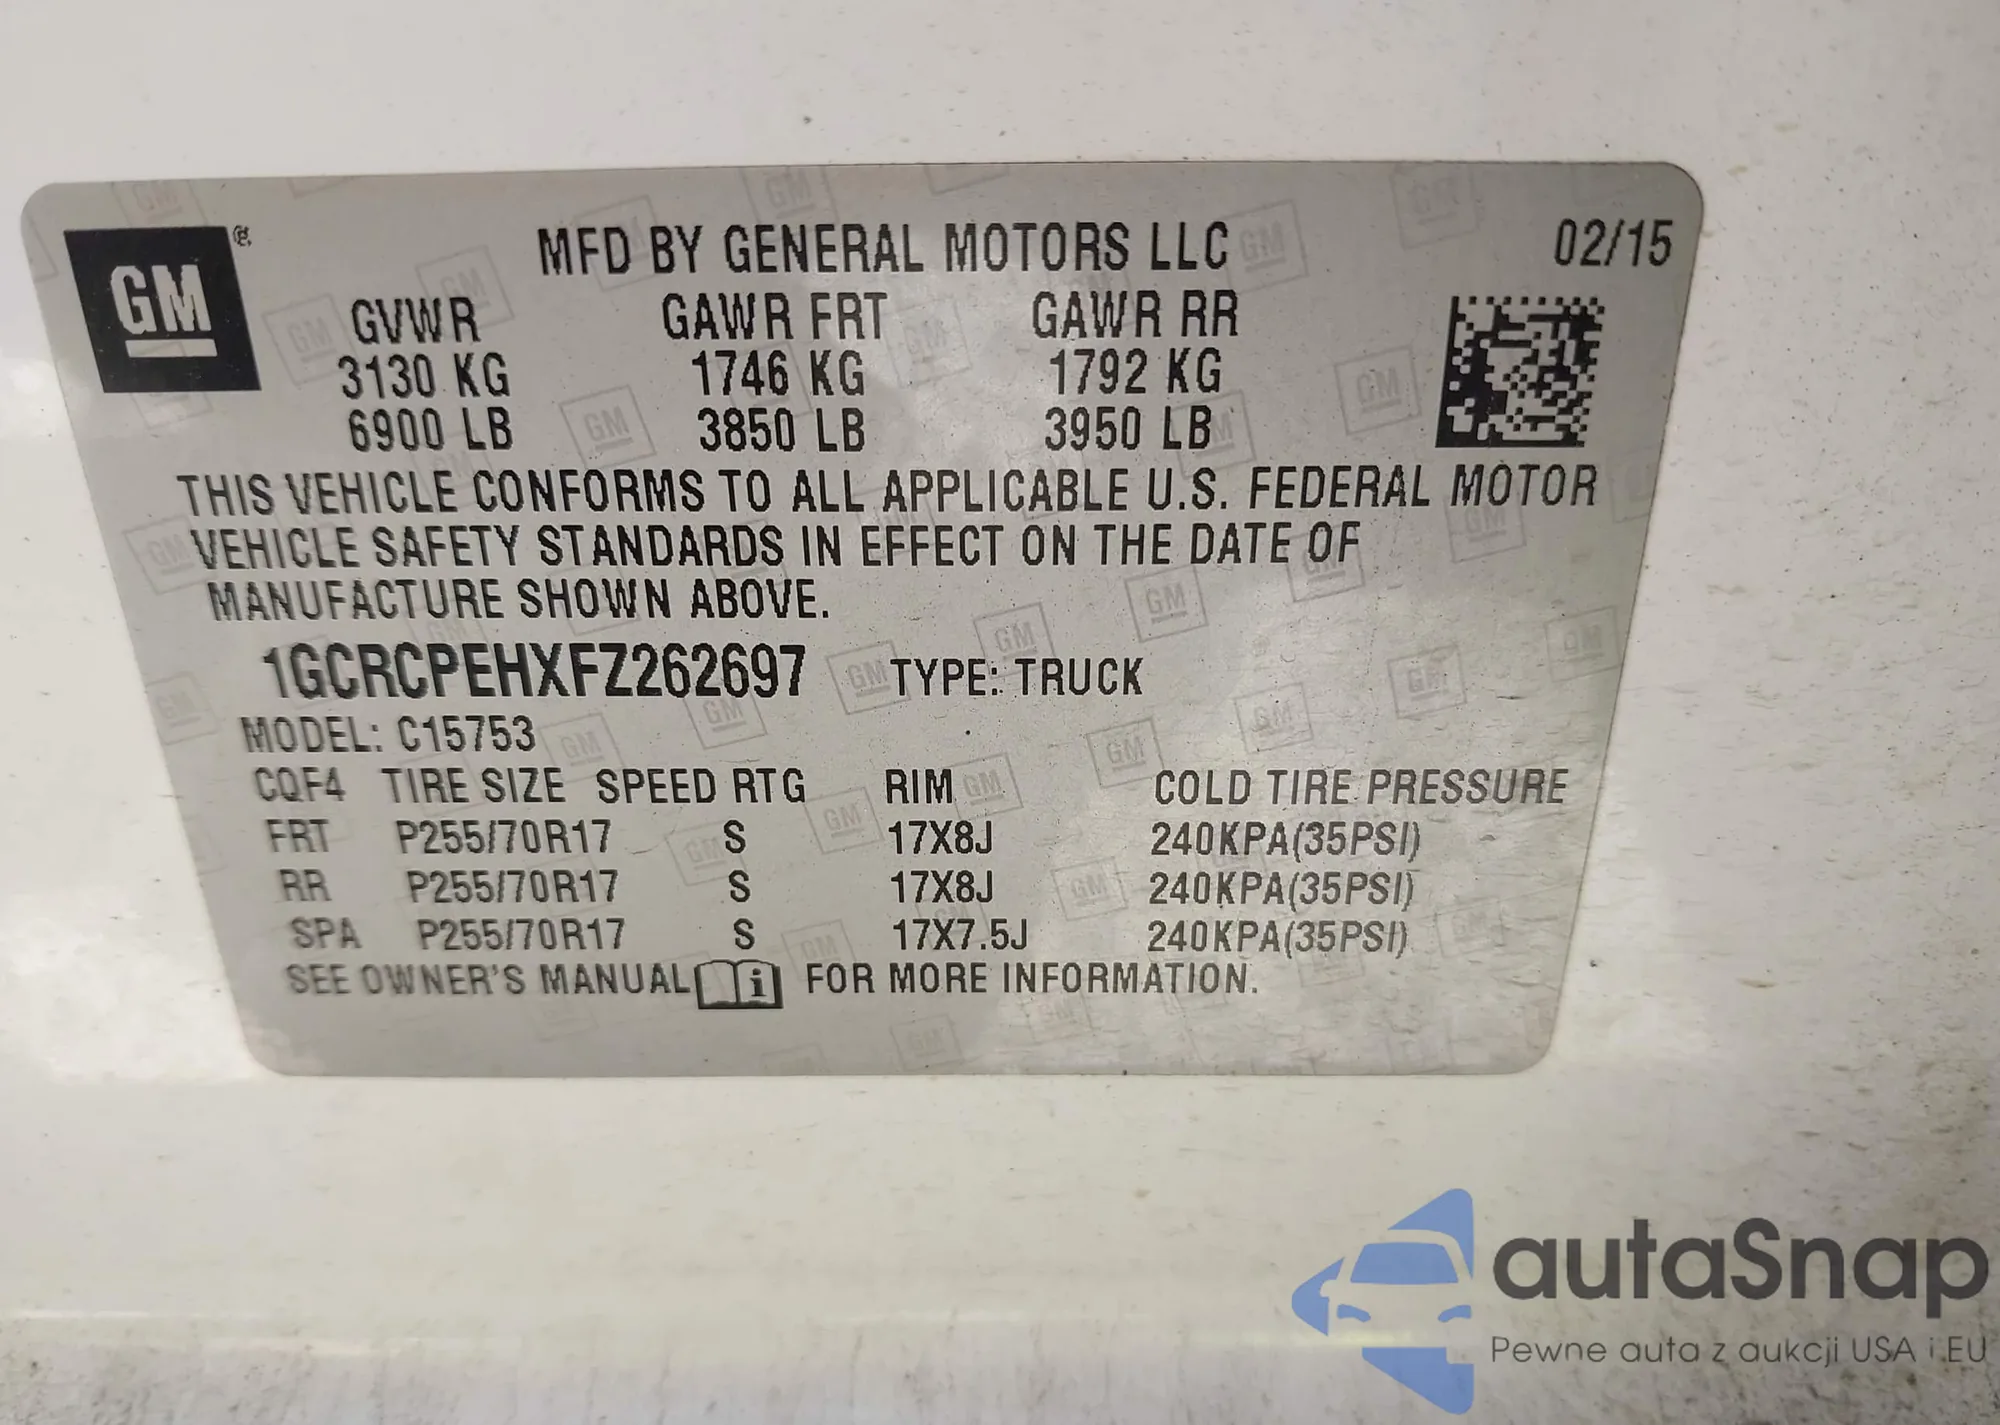 GM
MFD BY GENERAL MOTORS LLC 02/15
GVWR GAWR FRT GAWR RR
3130 KG 1746 KG 1792 KG
6900 LB 3850 LB 3950 LB
THIS VEHICLE CONFORMS TO ALL APPLICABLE U.S. FEDERAL MOTOR
VEHICLE SAFETY STANDARDS IN EFFECT ON THE DATE OF
MANUFACTURE SHOWN ABOVE.
1GCRCPEHXFZ262697 TYPE: TRUCK
MODEL: C15753
CQF4 TIRE SIZE SPEED RTG RIM COLD TIRE PRESSURE
FRT P255/70R17 S 17X8J 240KPA(35PSI)
RR P255/70R17 S 17X8J 240KPA(35PSI)
SPA P255/70R17 S 17X7.5J 240KPA(35PSI)
SEE OWNER'S MANUAL i FOR MORE INFORMATION.
autaSnap
Pewne auta z aukcji USA i EU